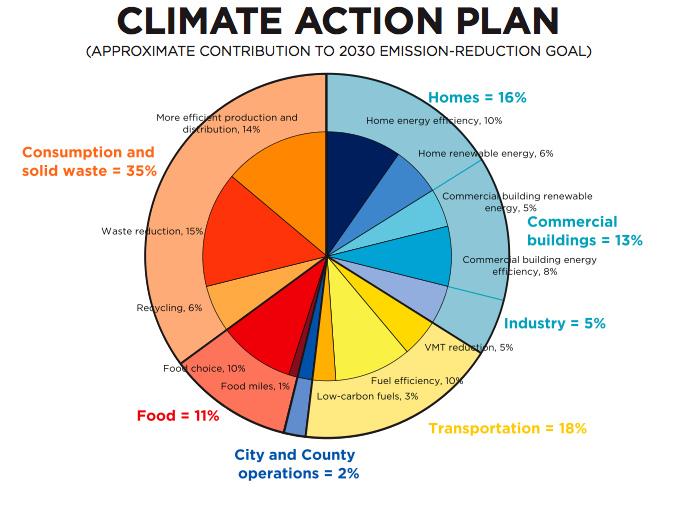 CLIMATE ACTION PLAN
(APPROXIMATE CONTRIBUTION TO 2030 EMISSION-REDUCTION GOAL)
Homes = 16%
Home energy efficiency, 10%
Home renewable energy, 6%
Commercial building renewable
energy, 5%
Commercial
buildings = 13%
Commercial building energy
efficiency, 8%
Industry = 5%
VMT reduction, 5%
Fuel efficiency, 10%
Low-carbon fuels, 3%
Transportation = 18%
City and County
operations = 2%
Food miles, 1%
Food choice, 10%
Food = 11%
Recycling, 6%
Waste reduction, 15%
More efficient production and
distribution, 14%
Consumption and
solid waste = 35%